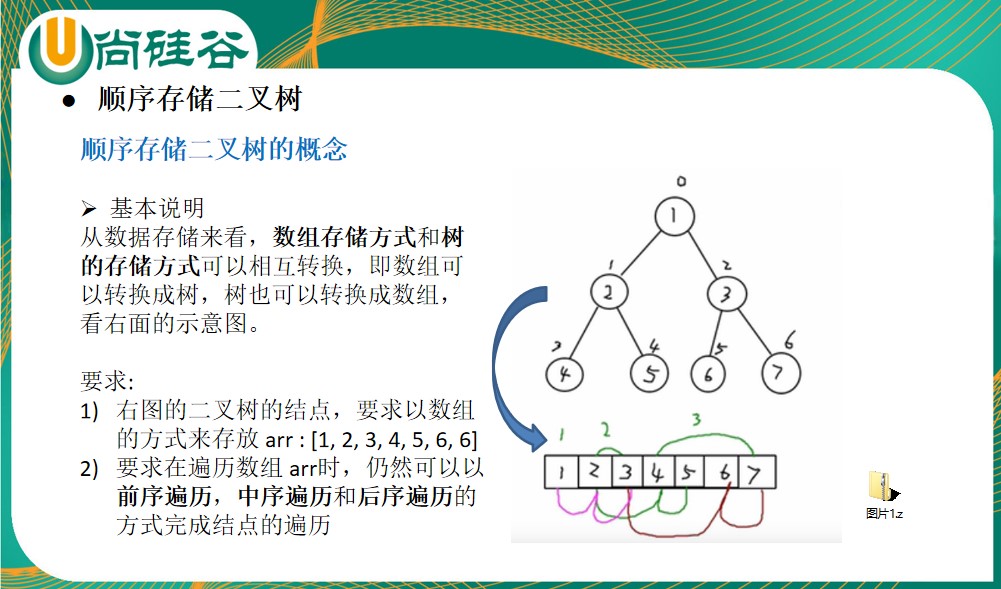 尚硅谷
● 顺序存储二叉树
顺序存储二叉树的概念
➢ 基本说明
从数据存储来看，数组存储方式和树
的存储方式可以相互转换，即数组可
以转换成树，树也可以转换成数组，
看右面的示意图。
要求:
1) 右图的二叉树的结点，要求以数组
的方式来存放 arr : [1, 2, 3, 4, 5, 6, 6]
2) 要求在遍历数组 arr时，仍然可以以
前序遍历，中序遍历和后序遍历的
方式完成结点的遍历
0
1
1 2
2 3
3 4 5 6
4 5 6 7
1 2 3
1 2 3 4 5 6 7
图片1.z